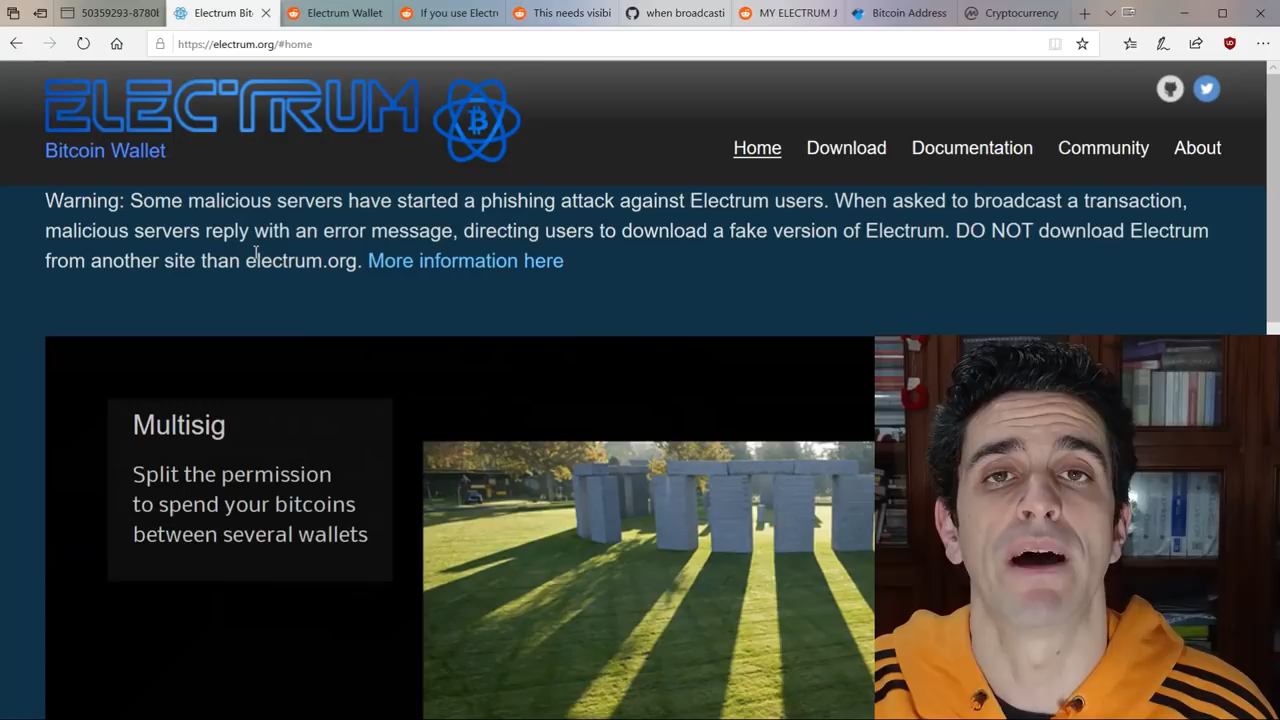 50359293-8780l
Electrum Bit
Electrum Wallet
If you use Electr
This needs visibi
when broadcasti
MY ELECTRUM J
Bitcoin Address
Cryptocurrency
https://electrum.org/#home
ELECTRUM
Bitcoin Wallet
Home
Download
Documentation
Community
About
Warning: Some malicious servers have started a phishing attack against Electrum users. When asked to broadcast a transaction,
malicious servers reply with an error message, directing users to download a fake version of Electrum. DO NOT download Electrum
from another site than electrum.org. More information here
Multisig
Split the permission
to spend your bitcoins
between several wallets